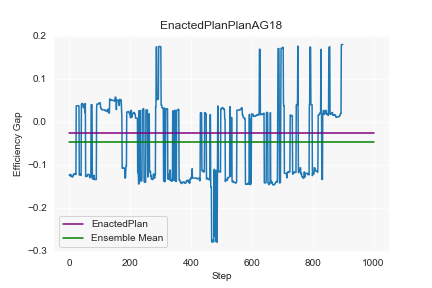 EnactedPlanPlanAG18
0.2
0.1
0.0
−0.1
−0.2
−0.3
Efficiency Gap
EnactedPlan
Ensemble Mean
0 200 400 600 800 1000
Step